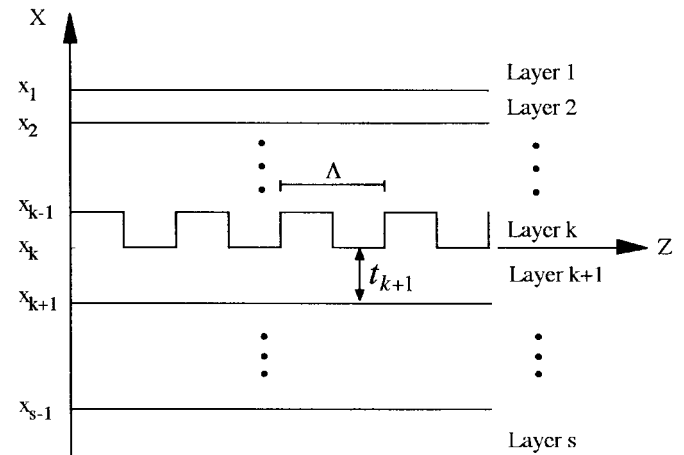 X
Layer 1
x₁
Layer 2
x₂
Λ
xₖ₋₁
Layer k
xₖ
Z
Layer k+1
tₖ₊₁
xₖ₊₁
xₛ₋₁
Layer s